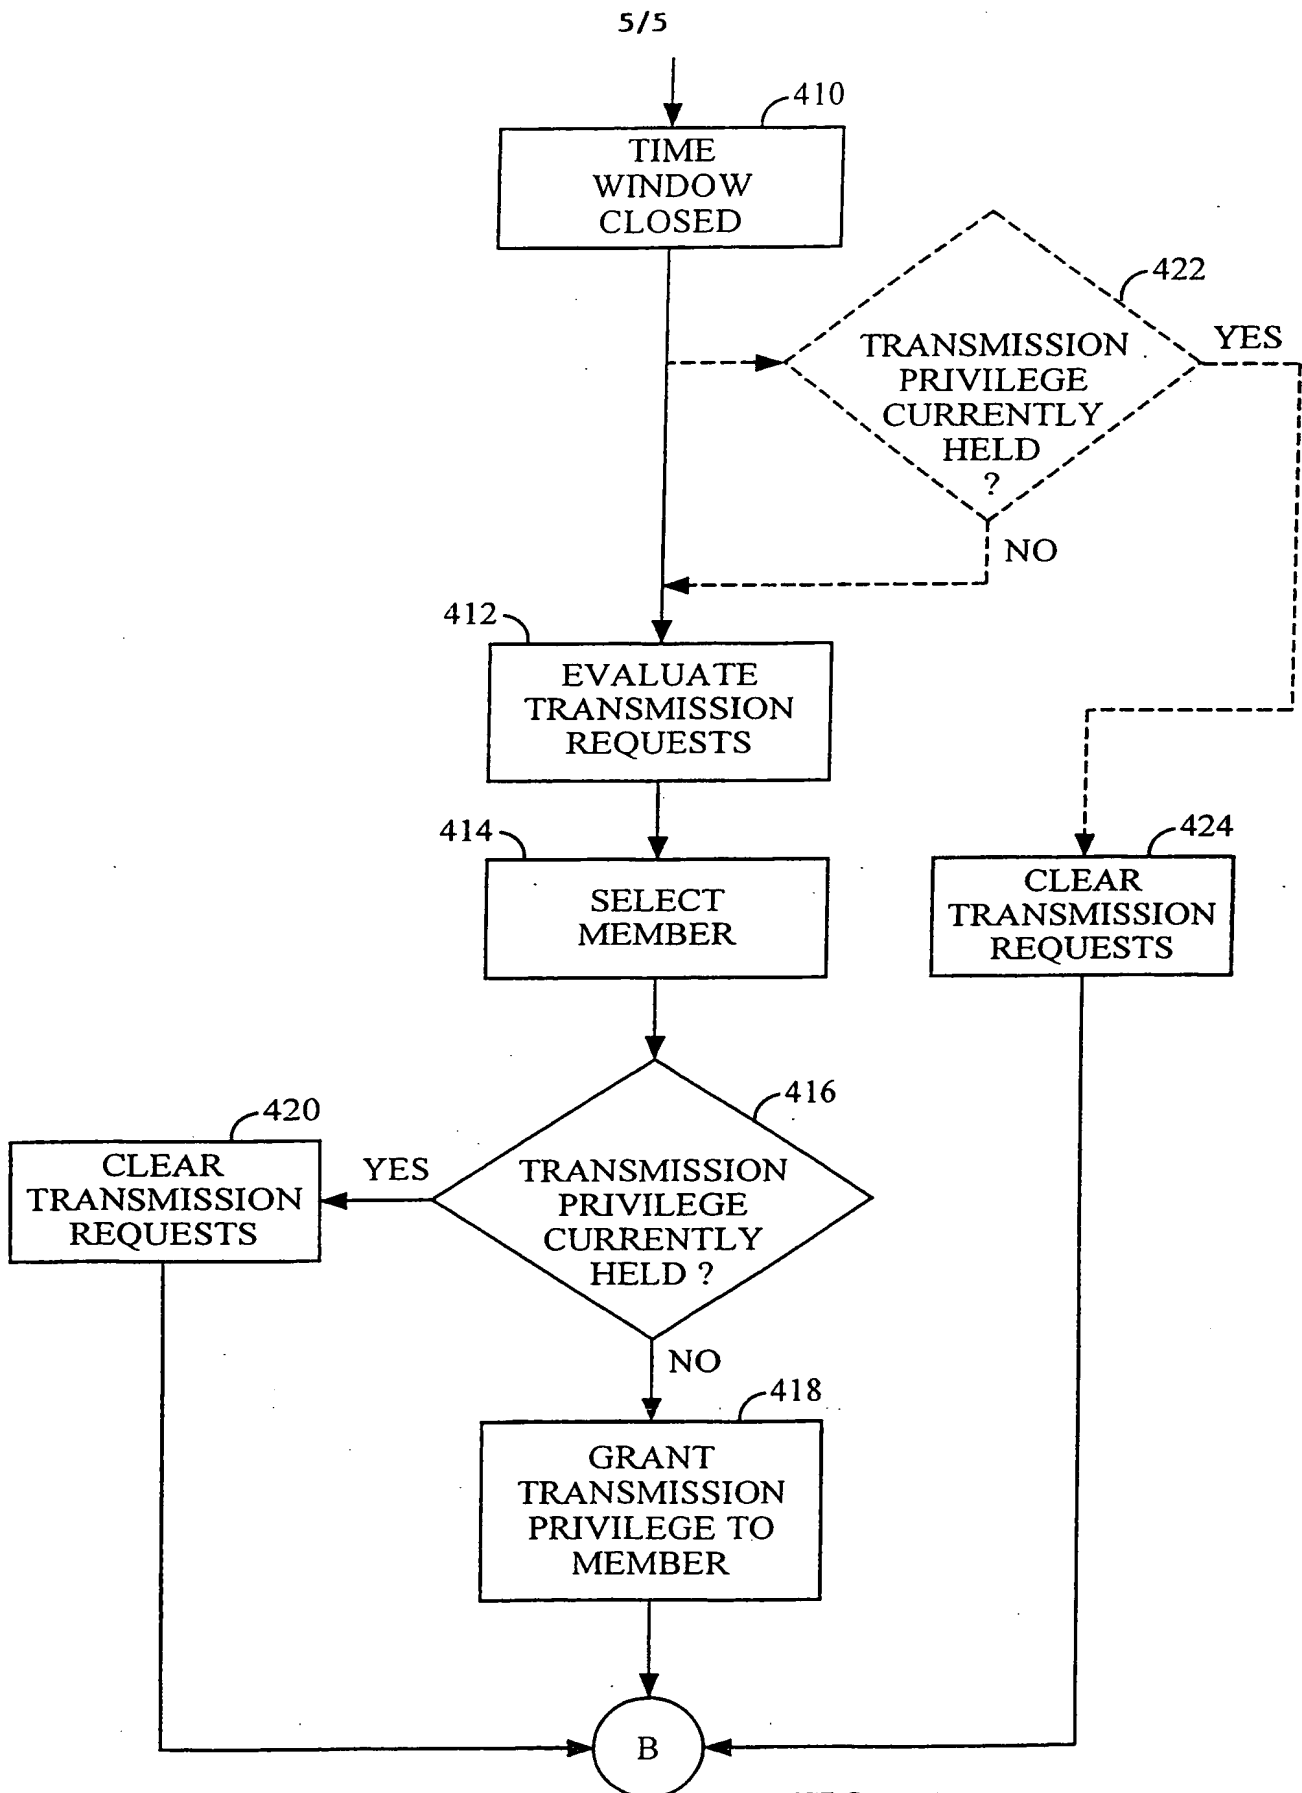 5/5
410
TIME
WINDOW
CLOSED
422
TRANSMISSION
PRIVILEGE
CURRENTLY
HELD
?
YES
NO
412
EVALUATE
TRANSMISSION
REQUESTS
414
SELECT
MEMBER
424
CLEAR
TRANSMISSION
REQUESTS
416
TRANSMISSION
PRIVILEGE
CURRENTLY
HELD ?
YES
420
CLEAR
TRANSMISSION
REQUESTS
NO
418
GRANT
TRANSMISSION
PRIVILEGE TO
MEMBER
B